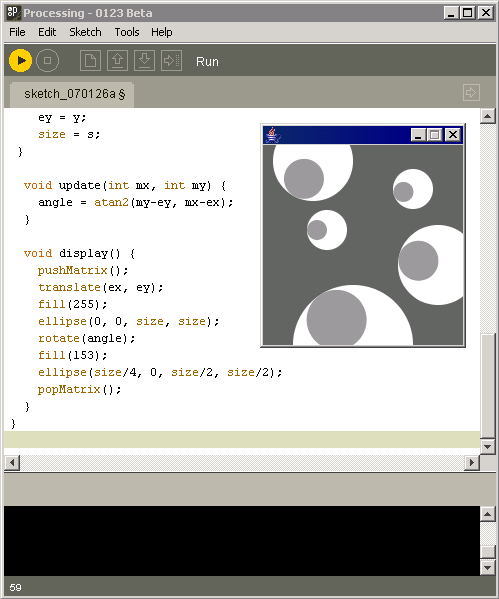 Processing - 0123 Beta
File Edit Sketch Tools Help
Run
sketch_070126a §
ey = y;
size = s;
}
void update(int mx, int my) {
angle = atan2(my-ey, mx-ex);
}
void display() {
pushMatrix();
translate(ex, ey);
fill(255);
ellipse(0, 0, size, size);
rotate(angle);
fill(153);
ellipse(size/4, 0, size/2, size/2);
popMatrix();
}
}
59